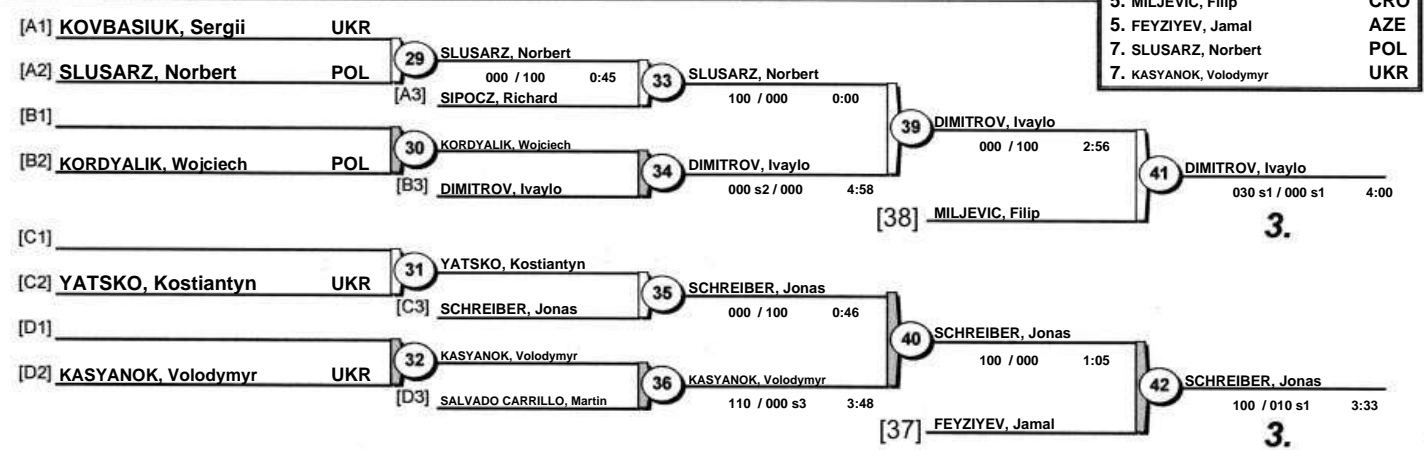 5. MILJEVIC, Filip CRO
5. FEYZIYEV, Jamal AZE
7. SLUSARZ, Norbert POL
7. KASYANOK, Volodymyr UKR
[A1] KOVBASIUK, Sergii UKR
29 SLUSARZ, Norbert
[A2] SLUSARZ, Norbert POL
000 / 100 0:45
33 SLUSARZ, Norbert
[A3] SIPOCZ, Richard
100 / 000 0:00
[B1]
39 DIMITROV, Ivaylo
000 / 100 2:56
30 KORDYALIK, Wojciech
[B2] KORDYALIK, Wojciech POL
34 DIMITROV, Ivaylo
[B3] DIMITROV, Ivaylo
000 s2 / 000 4:58
41 DIMITROV, Ivaylo
030 s1 / 000 s1 4:00
[38] MILJEVIC, Filip
3.
[C1]
31 YATSKO, Kostiantyn
[C2] YATSKO, Kostiantyn UKR
35 SCHREIBER, Jonas
[C3] SCHREIBER, Jonas
000 / 100 0:46
[D1]
40 SCHREIBER, Jonas
100 / 000 1:05
32 KASYANOK, Volodymyr
[D2] KASYANOK, Volodymyr UKR
36 KASYANOK, Volodymyr
[D3] SALVADO CARRILLO, Martin
110 / 000 s3 3:48
42 SCHREIBER, Jonas
100 / 010 s1 3:33
[37] FEYZIYEV, Jamal
3.